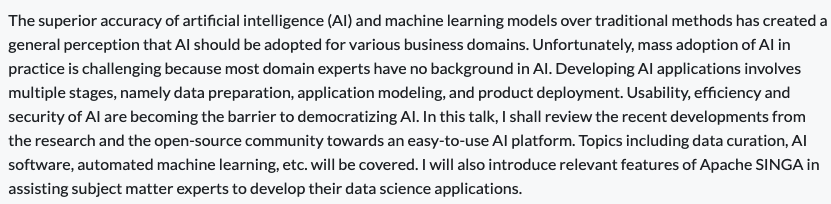 The superior accuracy of artificial intelligence (AI) and machine learning models over traditional methods has created a
general perception that AI should be adopted for various business domains. Unfortunately, mass adoption of AI in
practice is challenging because most domain experts have no background in AI. Developing AI applications involves
multiple stages, namely data preparation, application modeling, and product deployment. Usability, efficiency and
security of AI are becoming the barrier to democratizing AI. In this talk, I shall review the recent developments from
the research and the open-source community towards an easy-to-use AI platform. Topics including data curation, AI
software, automated machine learning, etc. will be covered. I will also introduce relevant features of Apache SINGA in
assisting subject matter experts to develop their data science applications.